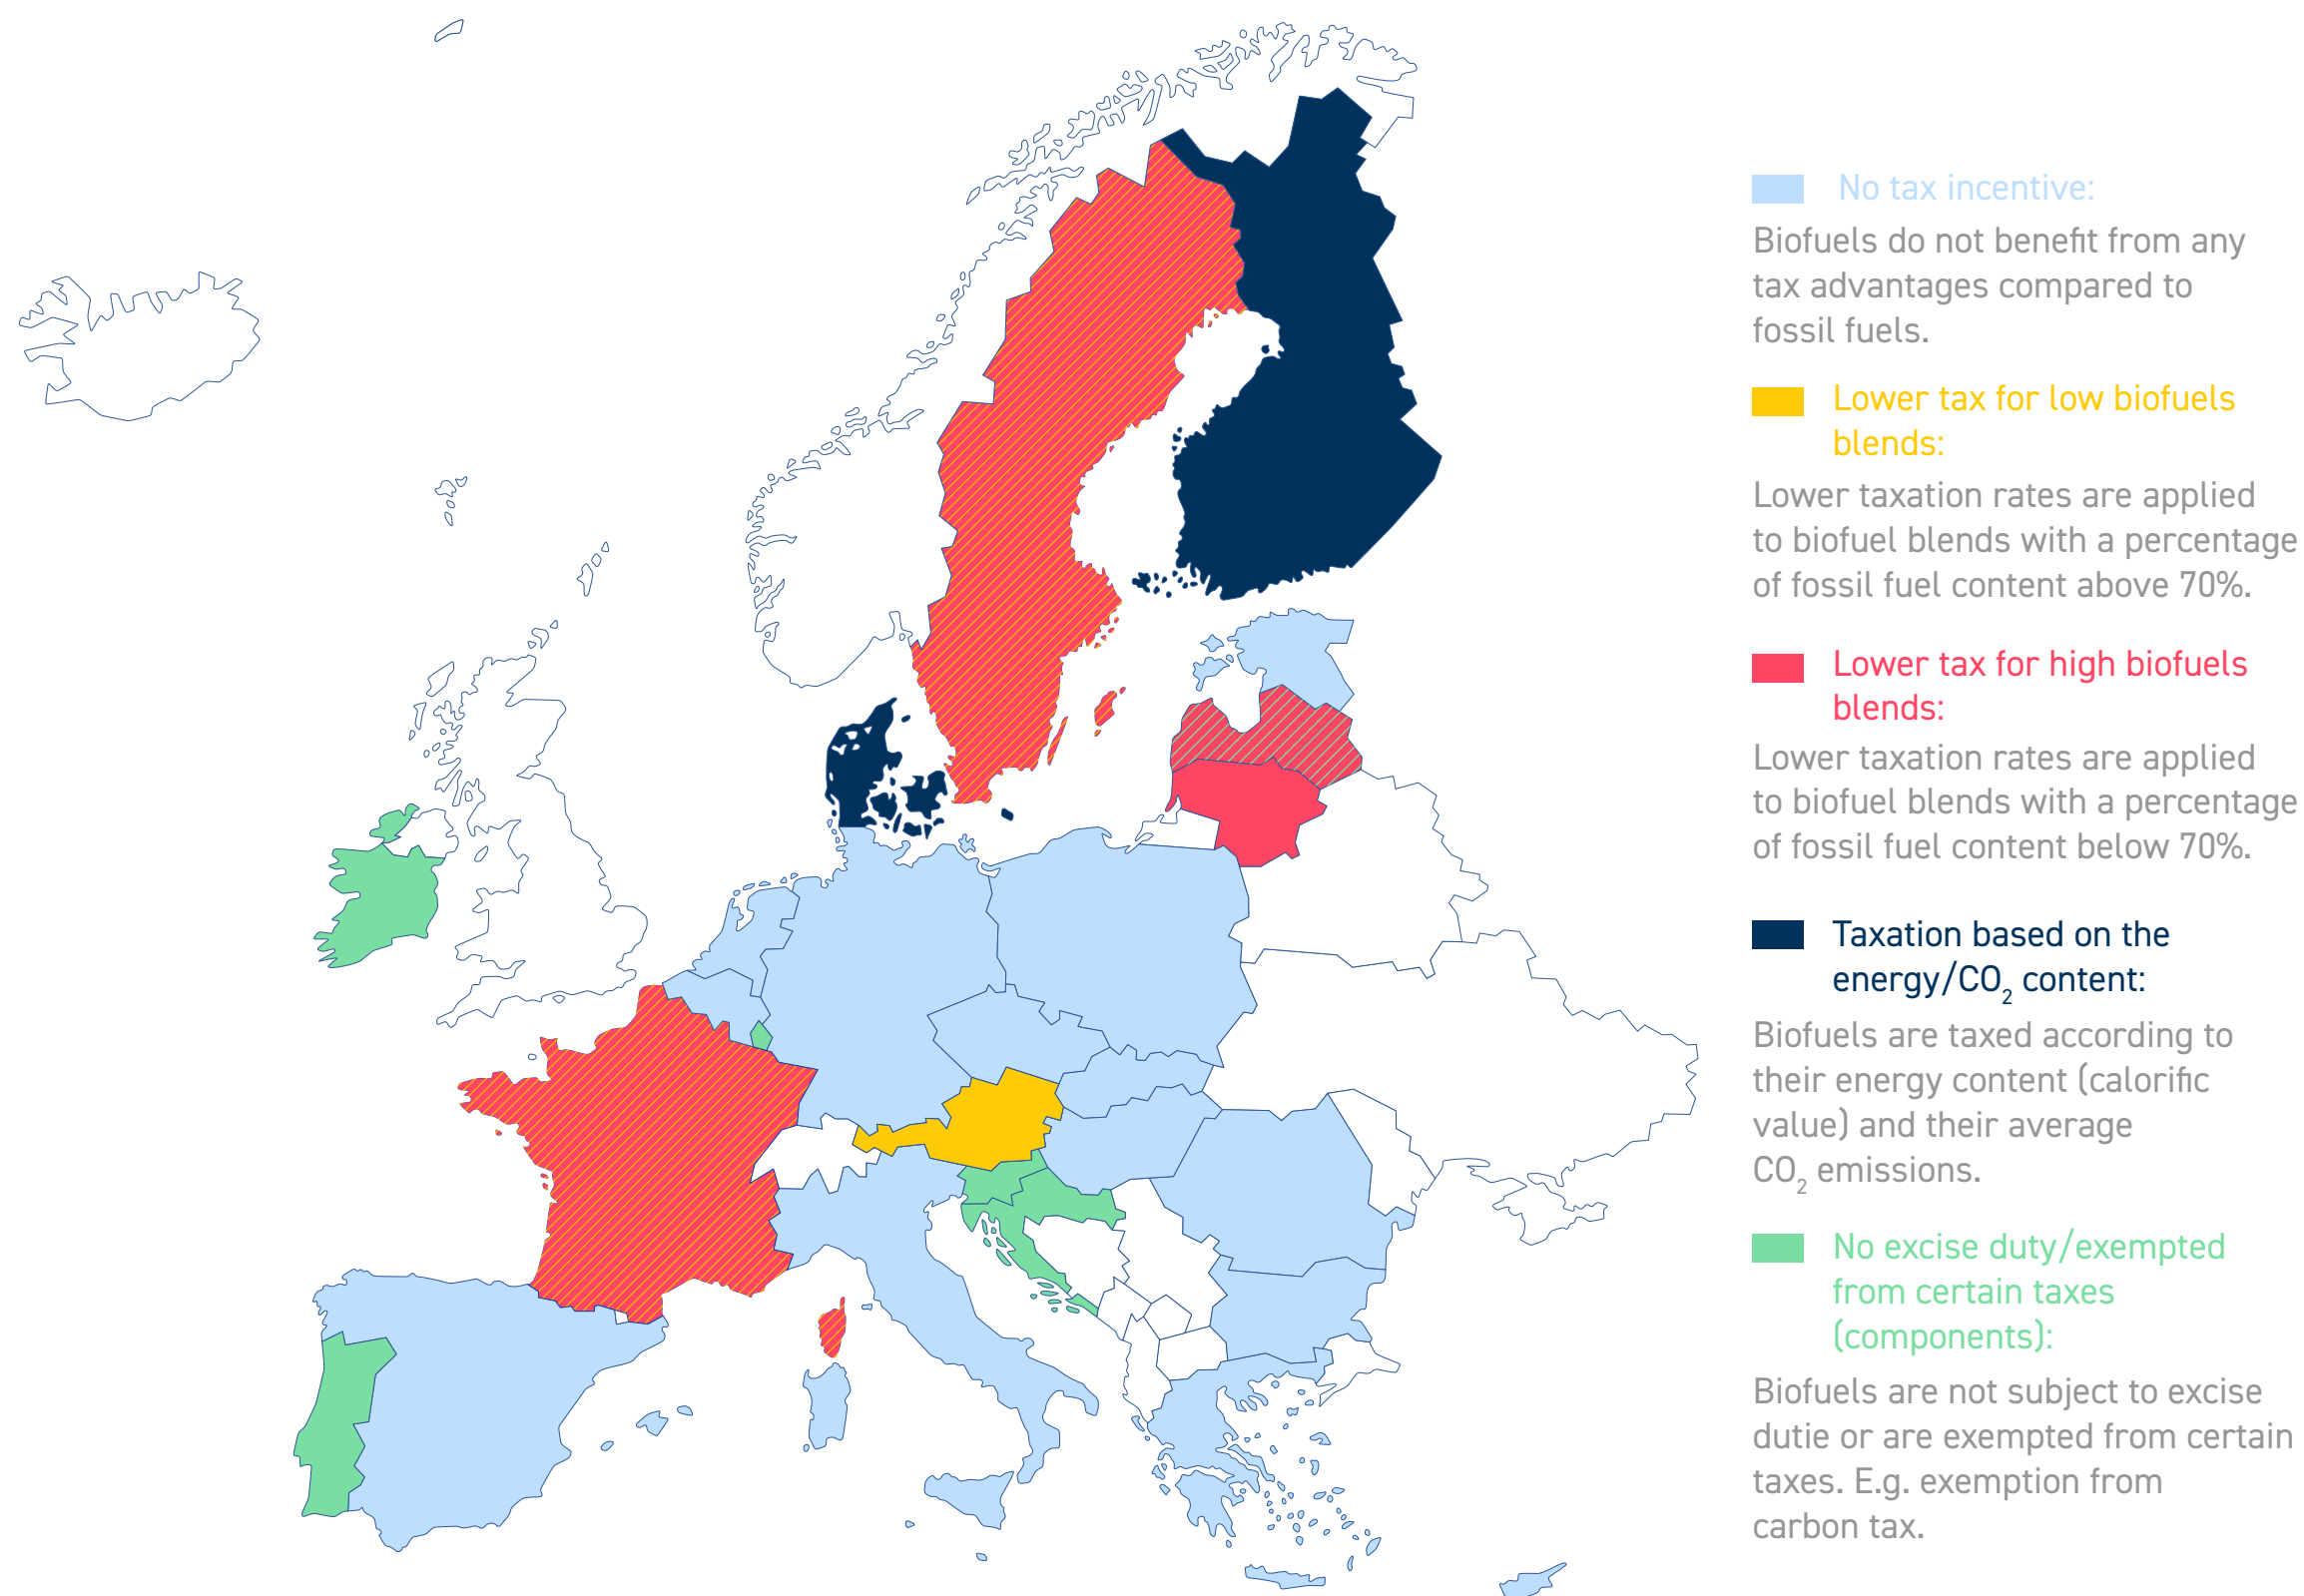 No tax incentive:
Biofuels do not benefit from any
tax advantages compared to
fossil fuels.
Lower tax for low biofuels
blends:
Lower taxation rates are applied
to biofuel blends with a percentage
of fossil fuel content above 70%.
Lower tax for high biofuels
blends:
Lower taxation rates are applied
to biofuel blends with a percentage
of fossil fuel content below 70%.
Taxation based on the
energy/CO₂ content:
Biofuels are taxed according to
their energy content (calorific
value) and their average
CO₂ emissions.
No excise duty/exempted
from certain taxes
(components):
Biofuels are not subject to excise
dutie or are exempted from certain
taxes. E.g. exemption from
carbon tax.